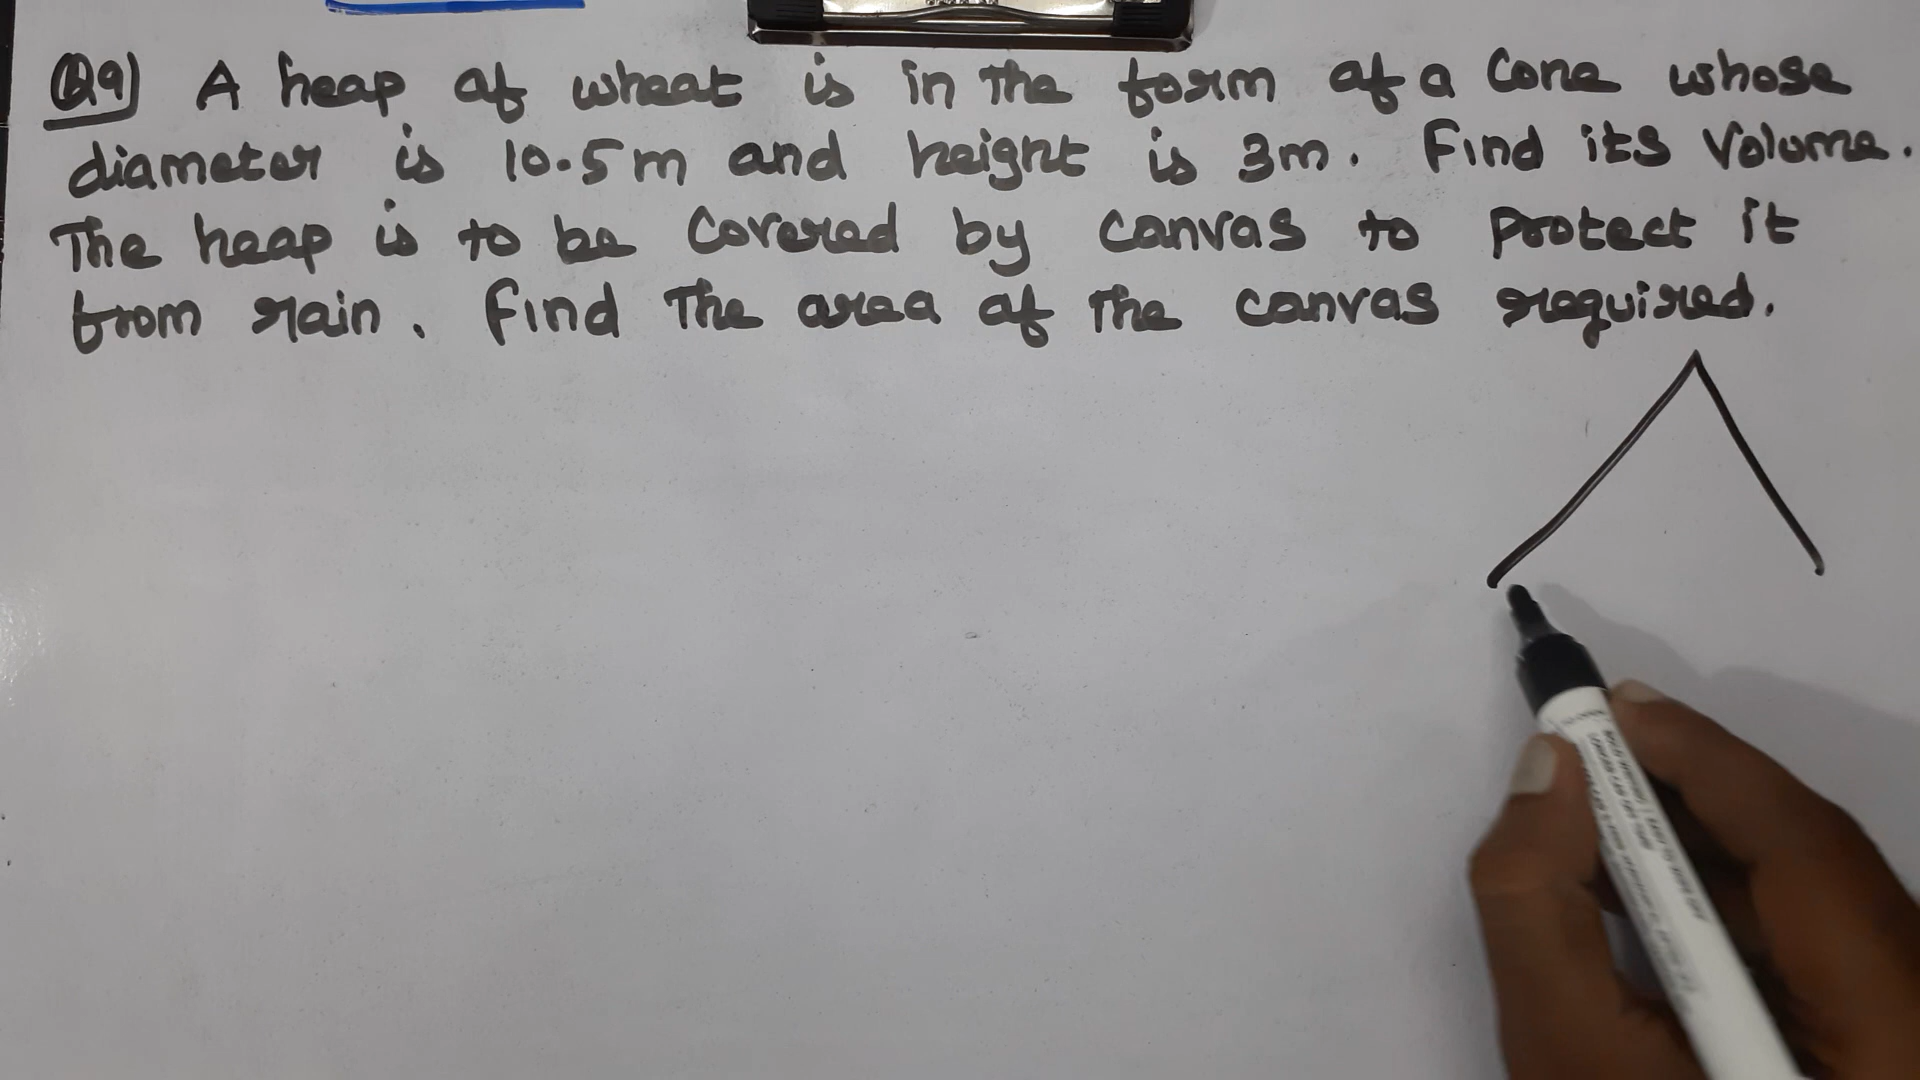 Q9) A heap of wheat is in the form of a cone whose
diameter is 10.5m and height is 3m. Find its Volume.
The heap is to be covered by canvas to protect it
from rain. Find the area of the canvas required.